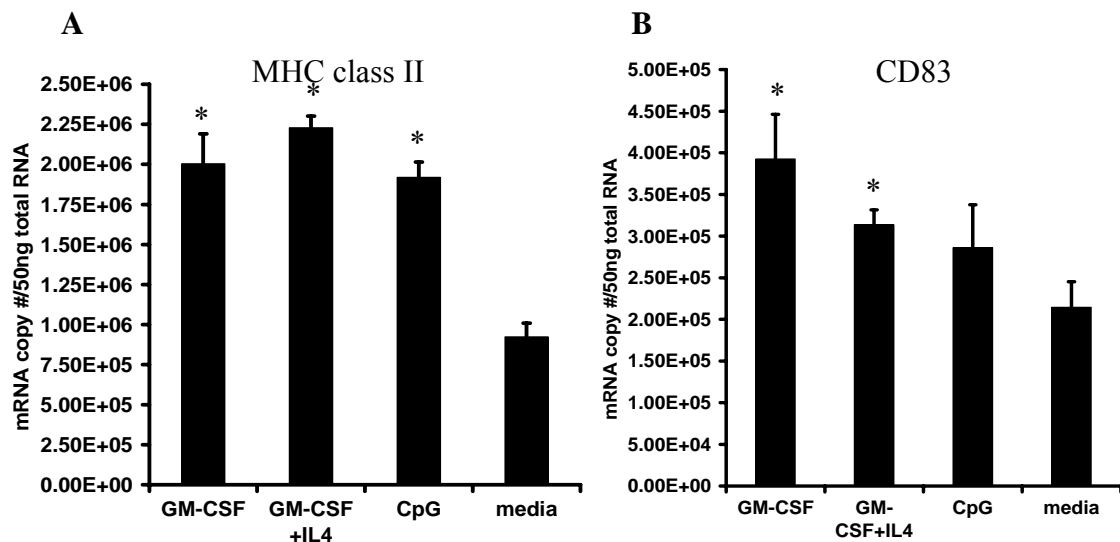 A
MHC class II
mRNA copy #/50ng total RNA
2.50E+06
2.25E+06
2.00E+06
1.75E+06
1.50E+06
1.25E+06
1.00E+06
7.50E+05
5.00E+05
2.50E+05
0.00E+00
*
*
*
GM-CSF
GM-CSF
+IL4
CpG
media
B
CD83
mRNA copy #/50ng total RNA
5.00E+05
4.50E+05
4.00E+05
3.50E+05
3.00E+05
2.50E+05
2.00E+05
1.50E+05
1.00E+05
5.00E+04
0.00E+00
*
*
GM-CSF
GM-
CSF+IL4
CpG
media